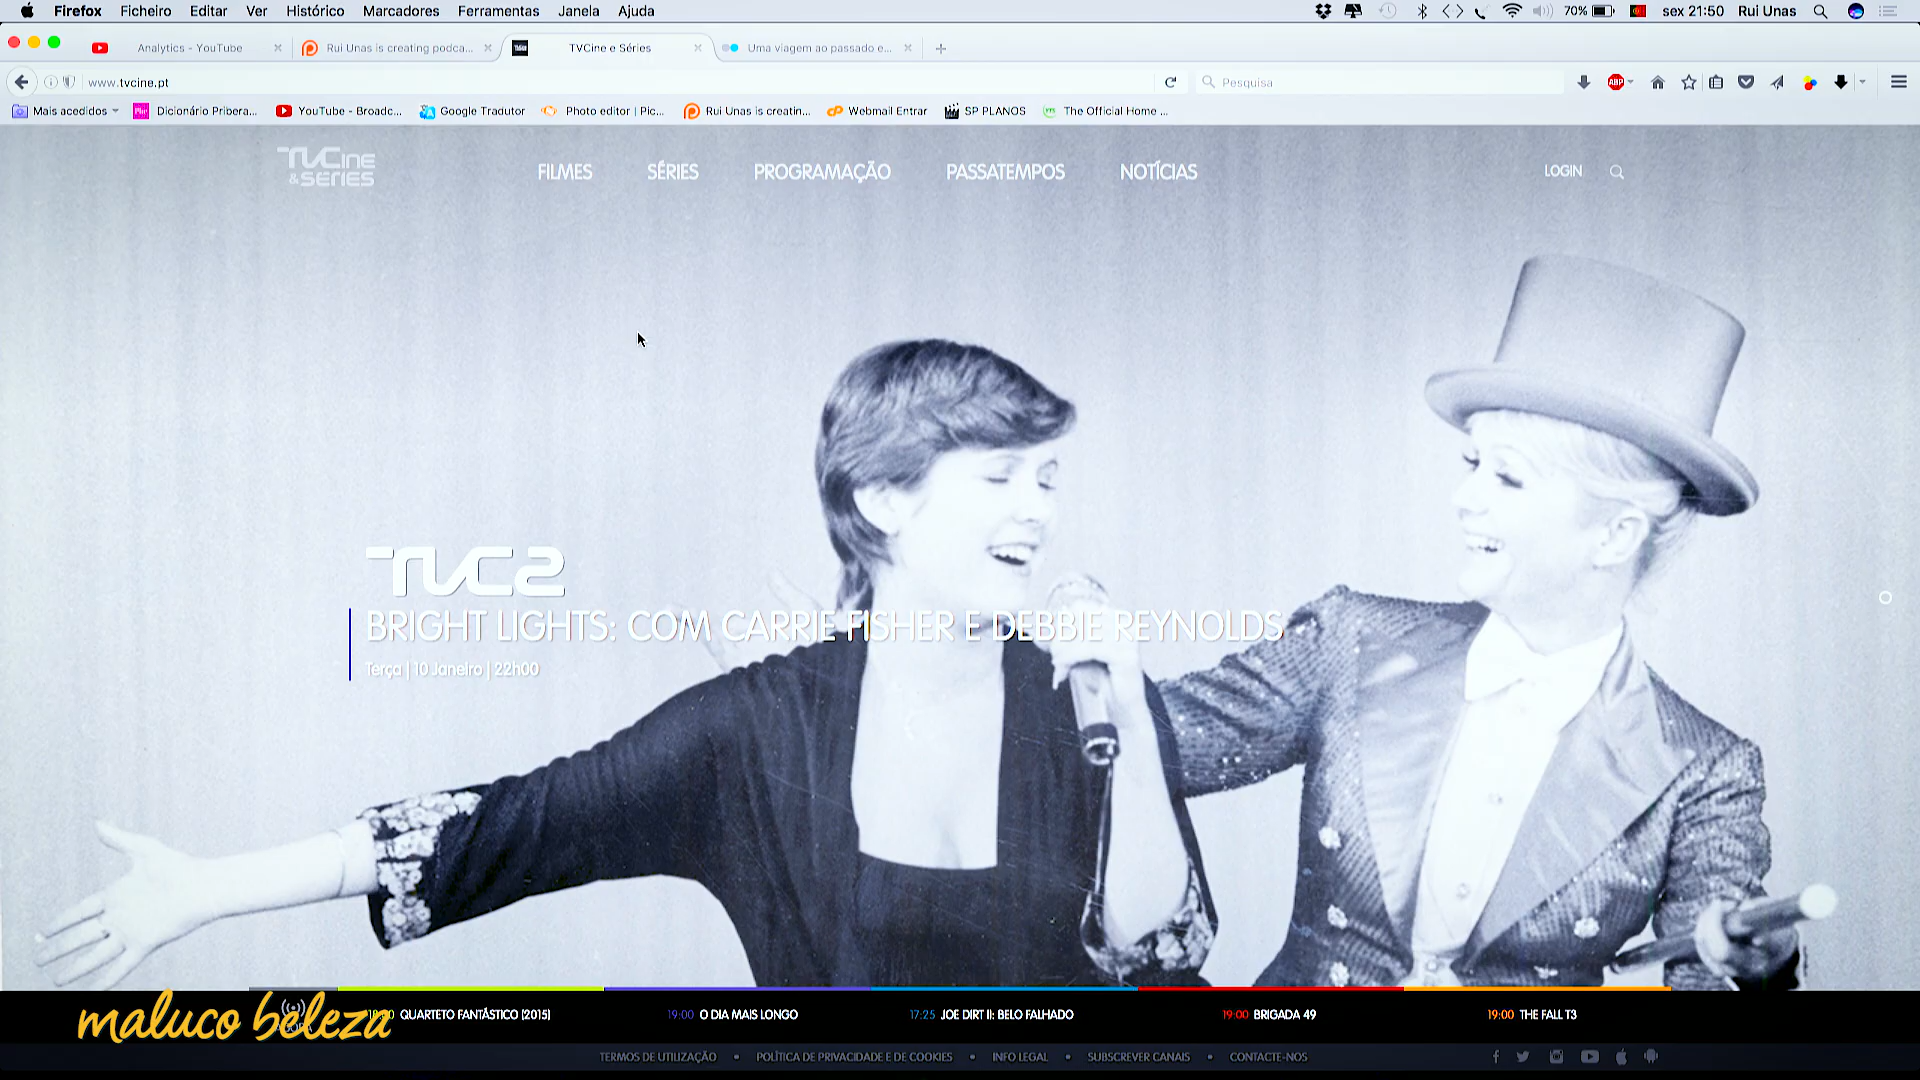 Firefox Ficheiro Editar Ver Histórico Marcadores Ferramentas Janela Ajuda 70% sex 21:50 Rui Unas
Analytics - YouTube Rui Unas is creating podca... TVCine e Séries Uma viagem ao passado e...
www.tvcine.pt Pesquisa ABP
Mais acedidos Dicionário Pribera... YouTube - Broadc... Google Tradutor Photo editor | Pic... Rui Unas is creatin... Webmail Entrar SP PLANOS The Official Home ...
TVCine
&SÉRIES
FILMES SÉRIES PROGRAMAÇÃO PASSATEMPOS NOTÍCIAS LOGIN
TVC2
BRIGHT LIGHTS: COM CARRIE FISHER E DEBBIE REYNOLDS
Terça | 10 Janeiro | 22h00
maluco beleza
QUARTETO FANTÁSTICO (2015) 19:00 O DIA MAIS LONGO 17:25 JOE DIRT II: BELO FALHADO 19:00 BRIGADA 49 19:00 THE FALL T3
TERMOS DE UTILIZAÇÃO • POLÍTICA DE PRIVACIDADE E DE COOKIES • INFO LEGAL • SUBSCREVER CANAIS • CONTACTE-NOS